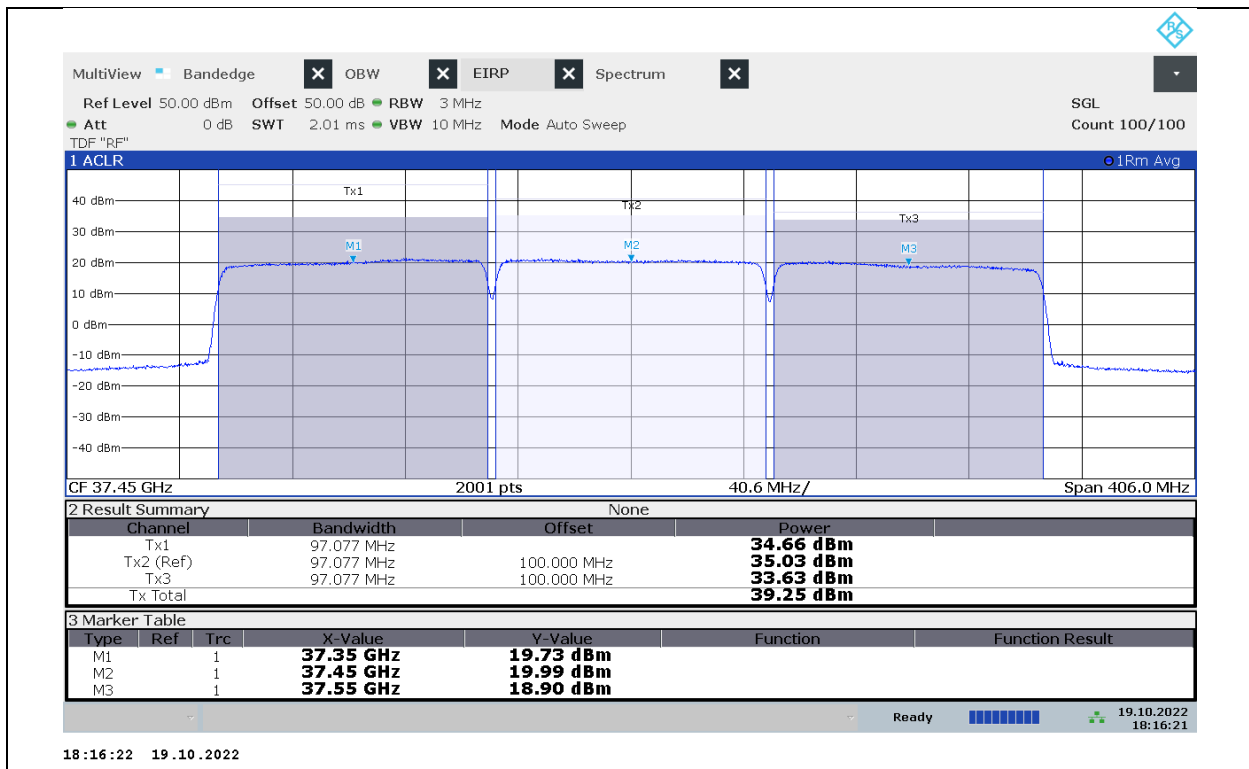 R&S
MultiView Bandedge OBW EIRP Spectrum
Ref Level 50.00 dBm Offset 50.00 dB RBW 3 MHz SGL
Att 0 dB SWT 2.01 ms VBW 10 MHz Mode Auto Sweep Count 100/100
TDF "RF"
1 ACLR 1Rm Avg
Tx1
40 dBm
Tx2
Tx3
30 dBm
M1 M2 M3
20 dBm
10 dBm
0 dBm
-10 dBm
-20 dBm
-30 dBm
-40 dBm
CF 37.45 GHz 2001 pts 40.6 MHz/ Span 406.0 MHz
2 Result Summary None
Channel Bandwidth Offset Power
Tx1 97.077 MHz 34.66 dBm
Tx2 (Ref) 97.077 MHz 100.000 MHz 35.03 dBm
Tx3 97.077 MHz 100.000 MHz 33.63 dBm
Tx Total 39.25 dBm
3 Marker Table
Type Ref Trc X-Value Y-Value Function Function Result
M1 1 37.35 GHz 19.73 dBm
M2 1 37.45 GHz 19.99 dBm
M3 1 37.55 GHz 18.90 dBm
Ready 19.10.2022
18:16:21
18:16:22 19.10.2022